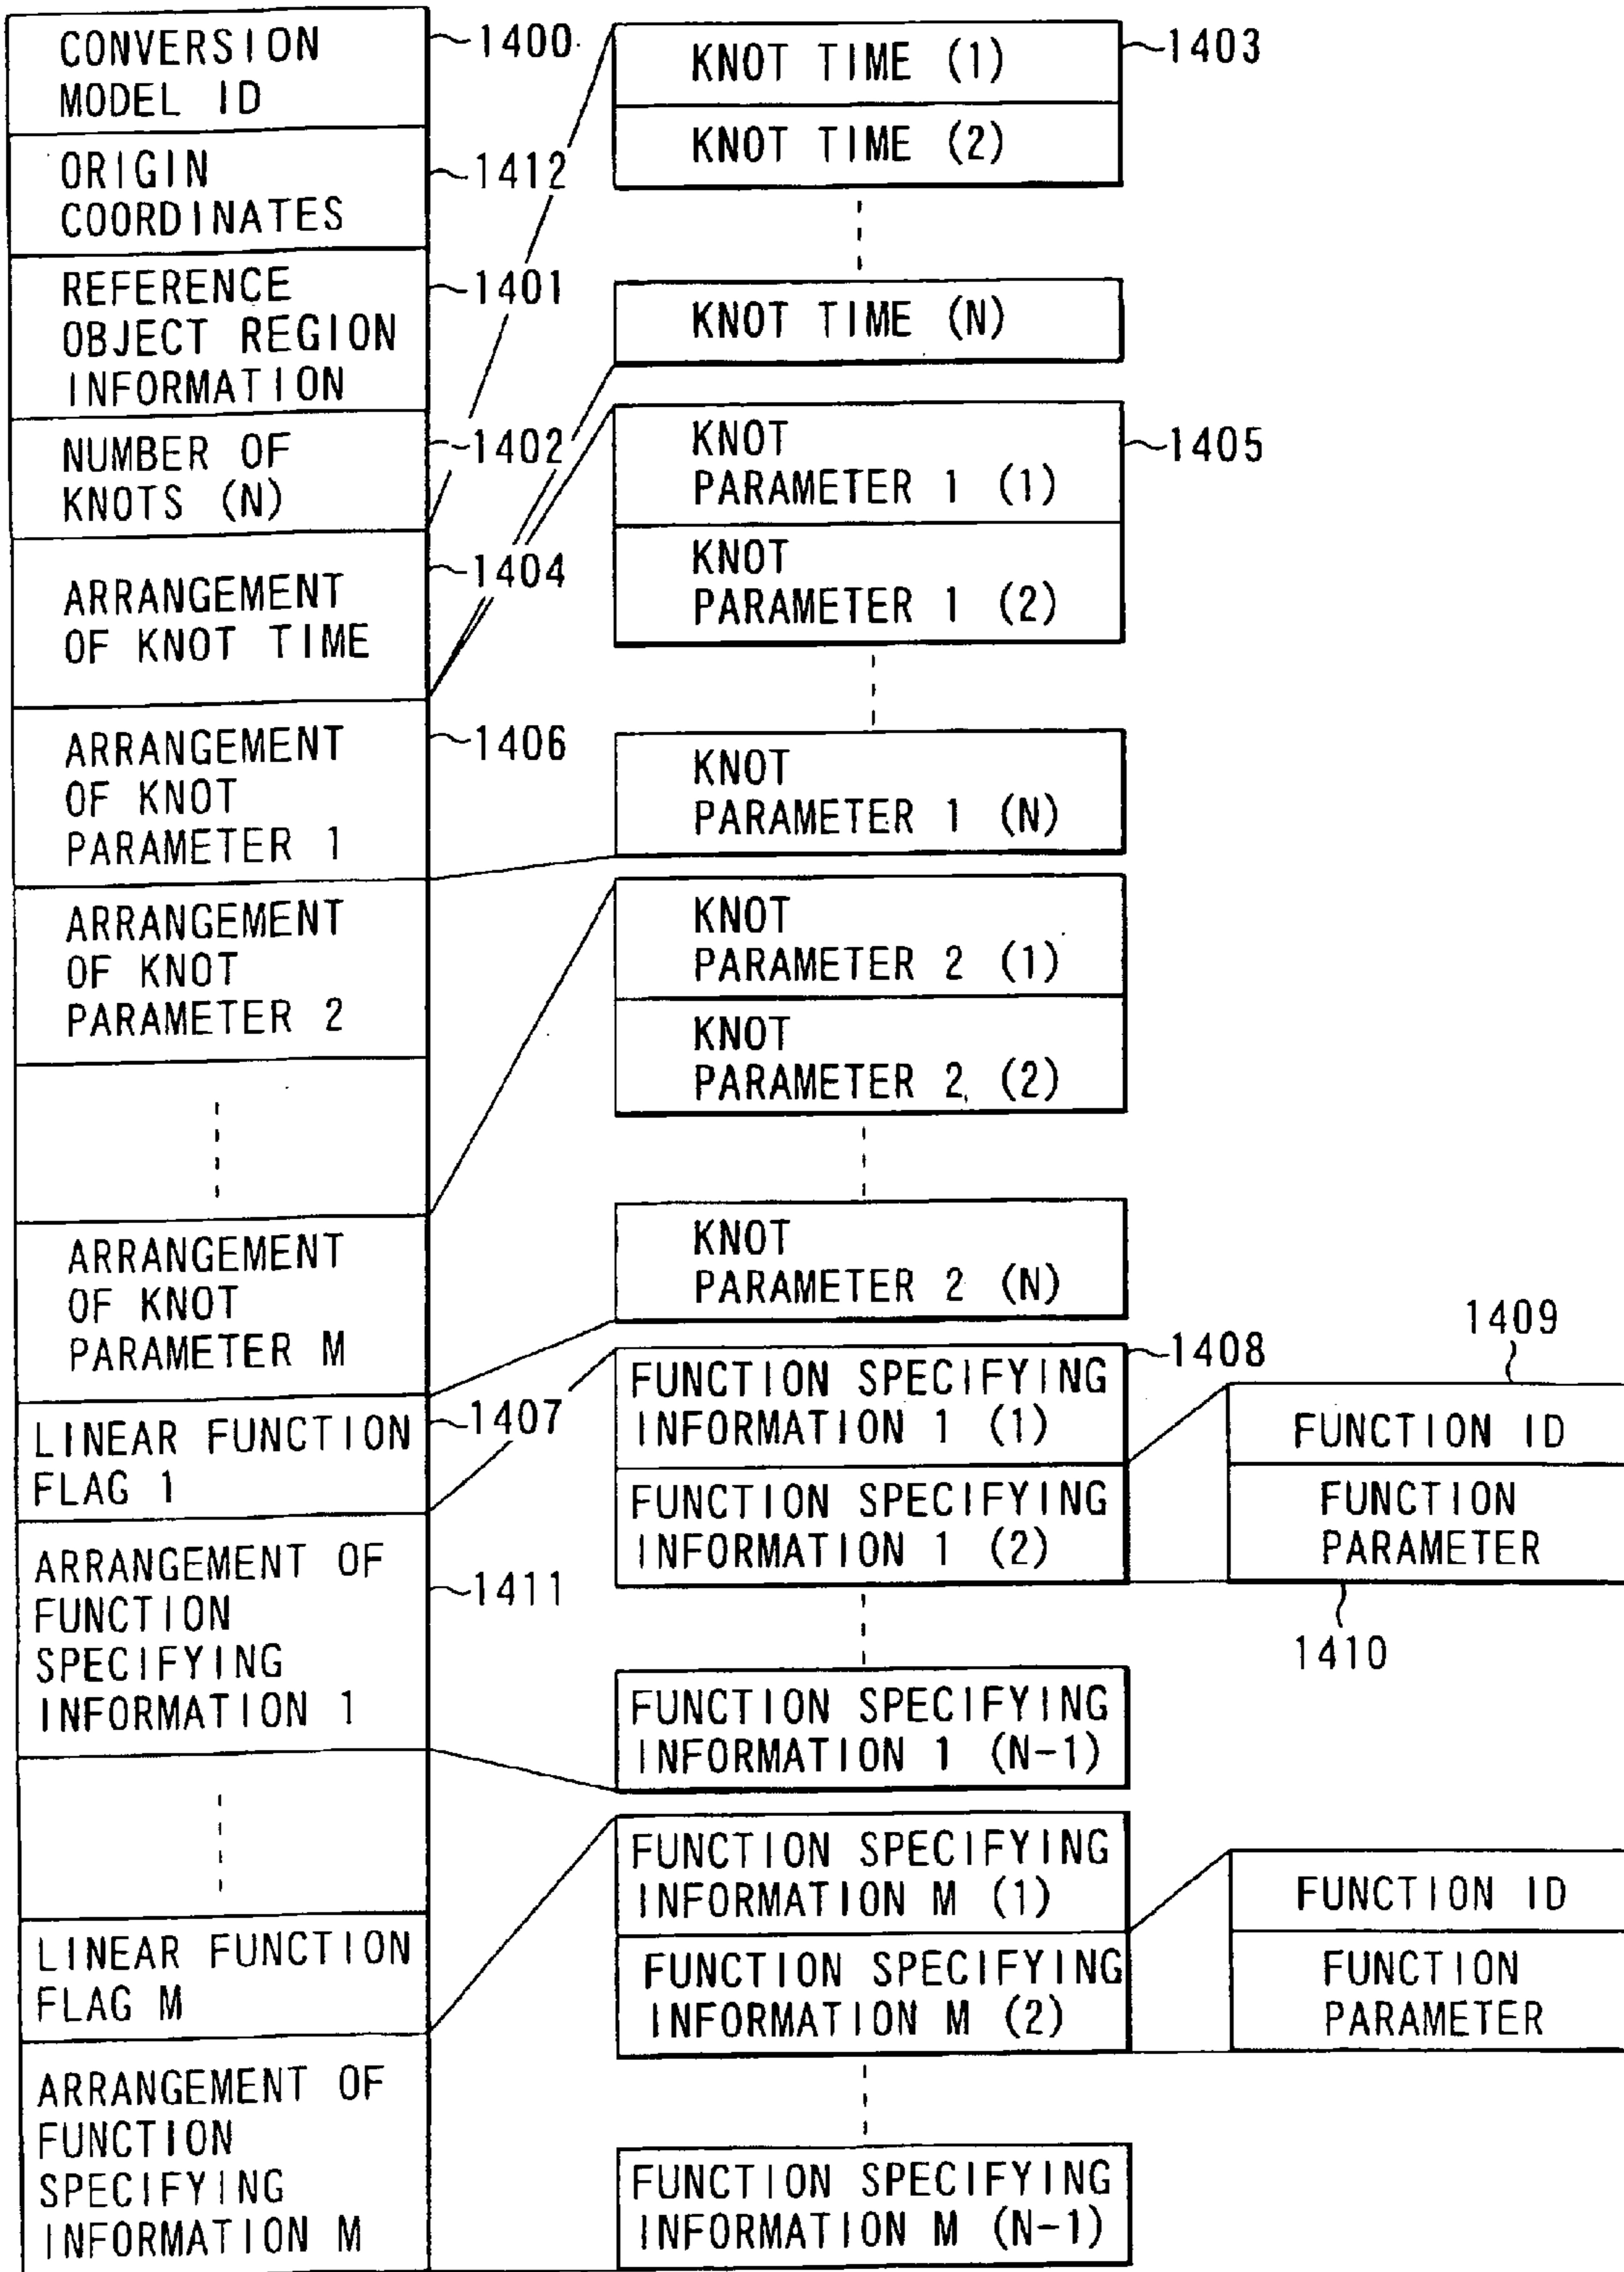 CONVERSION
MODEL ID
1400
ORIGIN
COORDINATES
1412
REFERENCE
OBJECT REGION
INFORMATION
1401
NUMBER OF
KNOTS (N)
1402
ARRANGEMENT
OF KNOT TIME
1404
ARRANGEMENT
OF KNOT
PARAMETER 1
1406
ARRANGEMENT
OF KNOT
PARAMETER 2
ARRANGEMENT
OF KNOT
PARAMETER M
LINEAR FUNCTION
FLAG 1
1407
ARRANGEMENT OF
FUNCTION
SPECIFYING
INFORMATION 1
1411
LINEAR FUNCTION
FLAG M
ARRANGEMENT OF
FUNCTION
SPECIFYING
INFORMATION M
KNOT TIME (1)
1403
KNOT TIME (2)
KNOT TIME (N)
KNOT
PARAMETER 1 (1)
1405
KNOT
PARAMETER 1 (2)
KNOT
PARAMETER 1 (N)
KNOT
PARAMETER 2 (1)
KNOT
PARAMETER 2 (2)
KNOT
PARAMETER 2 (N)
FUNCTION SPECIFYING
INFORMATION 1 (1)
1408
FUNCTION SPECIFYING
INFORMATION 1 (2)
FUNCTION SPECIFYING
INFORMATION 1 (N-1)
FUNCTION SPECIFYING
INFORMATION M (1)
FUNCTION SPECIFYING
INFORMATION M (2)
FUNCTION SPECIFYING
INFORMATION M (N-1)
1409
FUNCTION ID
FUNCTION
PARAMETER
1410
FUNCTION ID
FUNCTION
PARAMETER